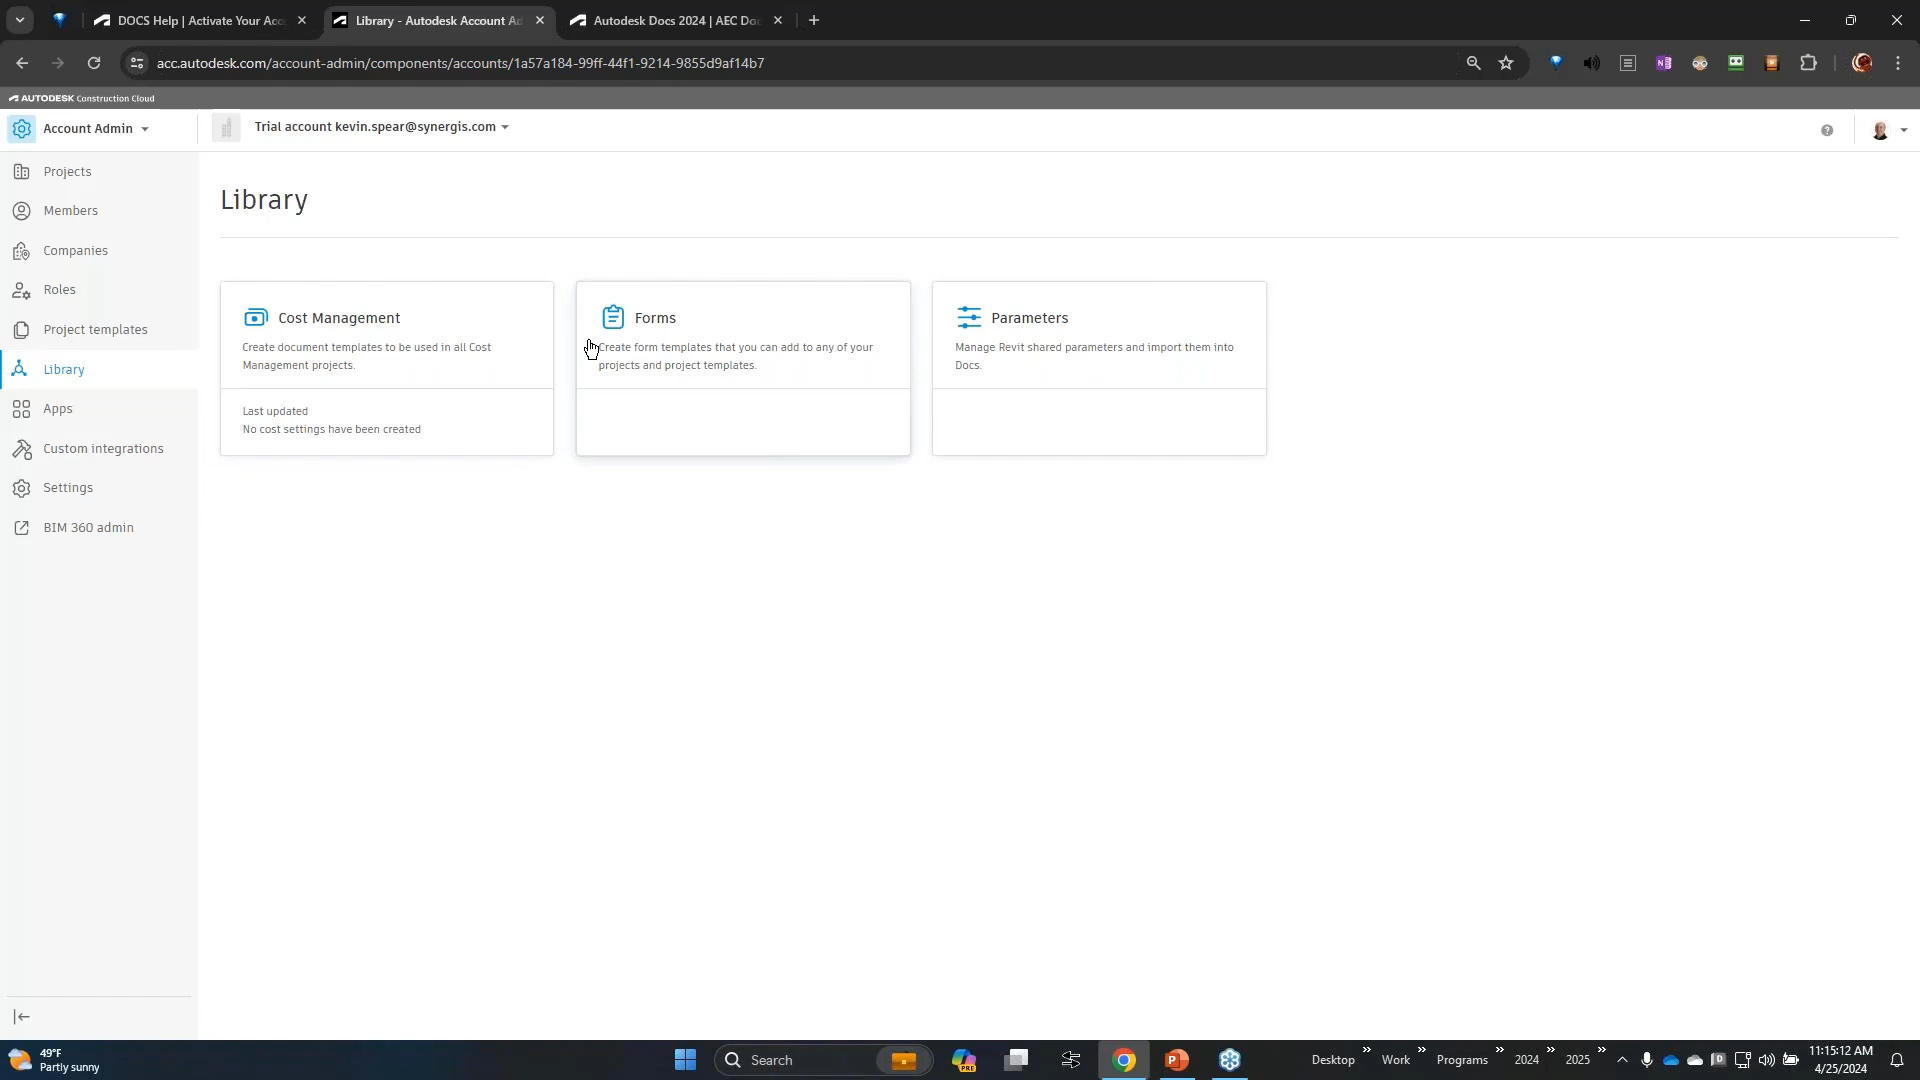 DOCS Help | Activate Your Acc
Library - Autodesk Account Ad
Autodesk Docs 2024 | AEC Do
acc.autodesk.com/account-admin/components/accounts/1a57a184-99ff-44f1-9214-9855d9af14b7
AUTODESK Construction Cloud
Account Admin
Trial account kevin.spear@synergis.com
Projects
Members
Companies
Roles
Project templates
Library
Apps
Custom integrations
Settings
BIM 360 admin
Library
Cost Management
Create document templates to be used in all Cost
Management projects.
Last updated
No cost settings have been created
Forms
Create form templates that you can add to any of your
projects and project templates.
Parameters
Manage Revit shared parameters and import them into
Docs.
49°F
Partly sunny
Search
PRE
Desktop
Work
Programs
2024
2025
11:15:12 AM
4/25/2024